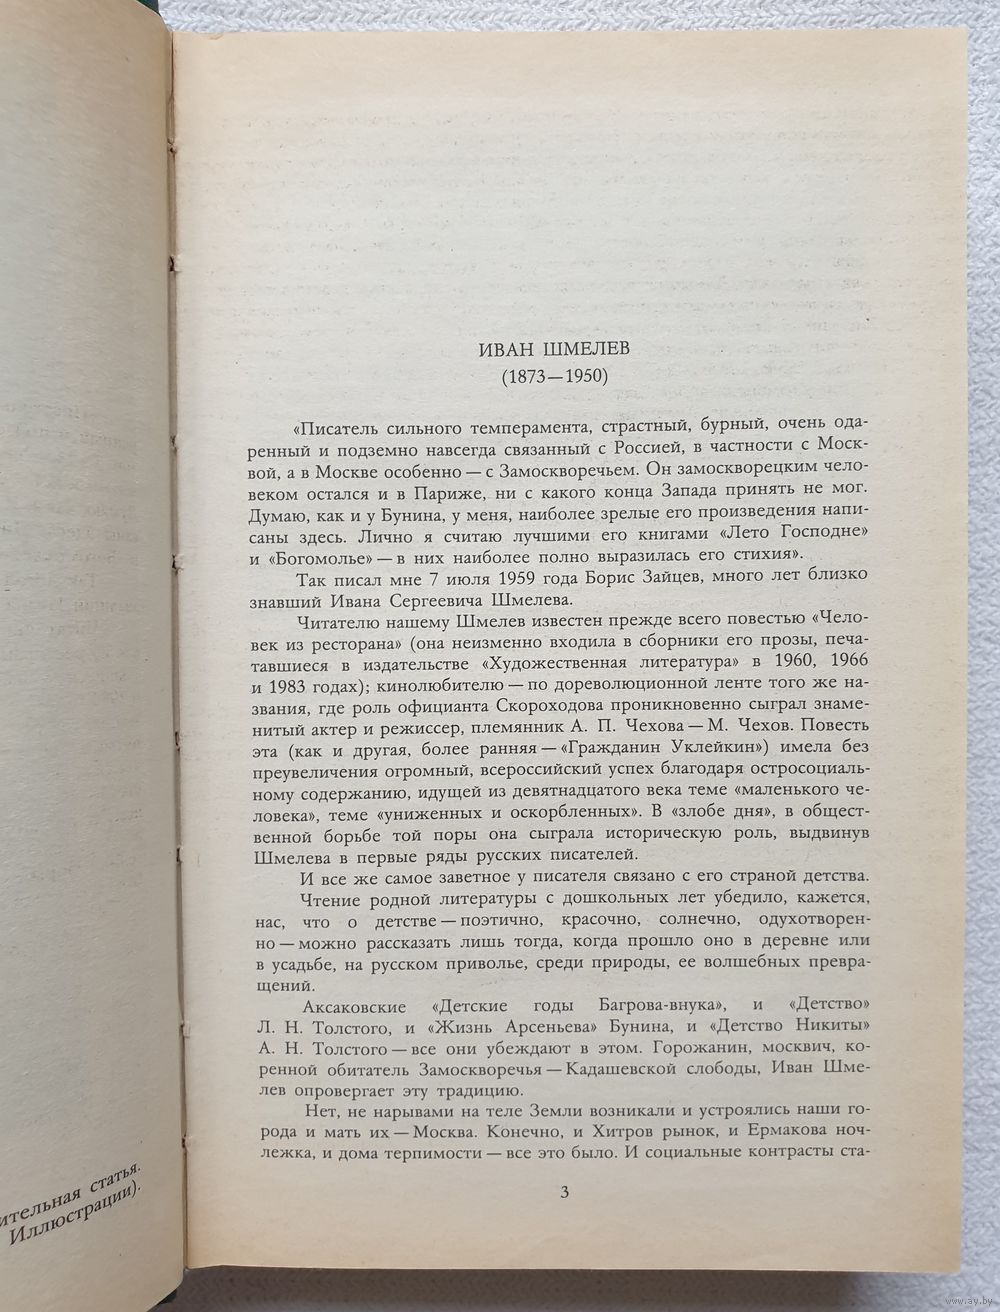 ИВАН ШМЕЛЕВ
(1873—1950)
«Писатель сильного темперамента, страстный, бурный, очень ода-
ренный и подземно навсегда связанный с Россией, в частности с Моск-
вой, а в Москве особенно — с Замоскворечьем. Он замоскворецким чело-
веком остался и в Париже, ни с какого конца Запада принять не мог.
Думаю, как и у Бунина, у меня, наиболее зрелые его произведения напи-
саны здесь. Лично я считаю лучшими его книгами «Лето Господне»
и «Богомолье» — в них наиболее полно выразилась его стихия».
Так писал мне 7 июля 1959 года Борис Зайцев, много лет близко
знавший Ивана Сергеевича Шмелева.
Читателю нашему Шмелев известен прежде всего повестью «Чело-
век из ресторана» (она неизменно входила в сборники его прозы, печа-
тавшиеся в издательстве «Художественная литература» в 1960, 1966
и 1983 годах); кинолюбителю — по дореволюционной ленте того же на-
звания, где роль официанта Скороходова проникновенно сыграл знаме-
нитый актер и режиссер, племянник А. П. Чехова — М. Чехов. Повесть
эта (как и другая, более ранняя — «Гражданин Уклейкин») имела без
преувеличения огромный, всероссийский успех благодаря остросоциаль-
ному содержанию, идущей из девятнадцатого века теме «маленького че-
ловека», теме «униженных и оскорбленных». В «злобе дня», в общест-
венной борьбе той поры она сыграла историческую роль, выдвинув
Шмелева в первые ряды русских писателей.
И все же самое заветное у писателя связано с его страной детства.
Чтение родной литературы с дошкольных лет убедило, кажется,
нас, что о детстве — поэтично, красочно, солнечно, одухотворен-
но — можно рассказать лишь тогда, когда прошло оно в деревне или
в усадьбе, на русском приволье, среди природы, ее волшебных превра-
щений.
Аксаковские «Детские годы Багрова-внука», и «Детство»
Л. Н. Толстого, и «Жизнь Арсеньева» Бунина, и «Детство Никиты»
А. Н. Толстого — все они убеждают в этом. Горожанин, москвич, ко-
ренной обитатель Замоскворечья — Кадашевской слободы, Иван Шме-
лев опровергает эту традицию.
Нет, не нарывами на теле Земли возникали и устроялись наши го-
рода и мать их — Москва. Конечно, и Хитров рынок, и Ермакова ноч-
лежка, и дома терпимости — все это было. И социальные контрасты ста-
3
ительная статья.
Иллюстрации).
www.ay.by